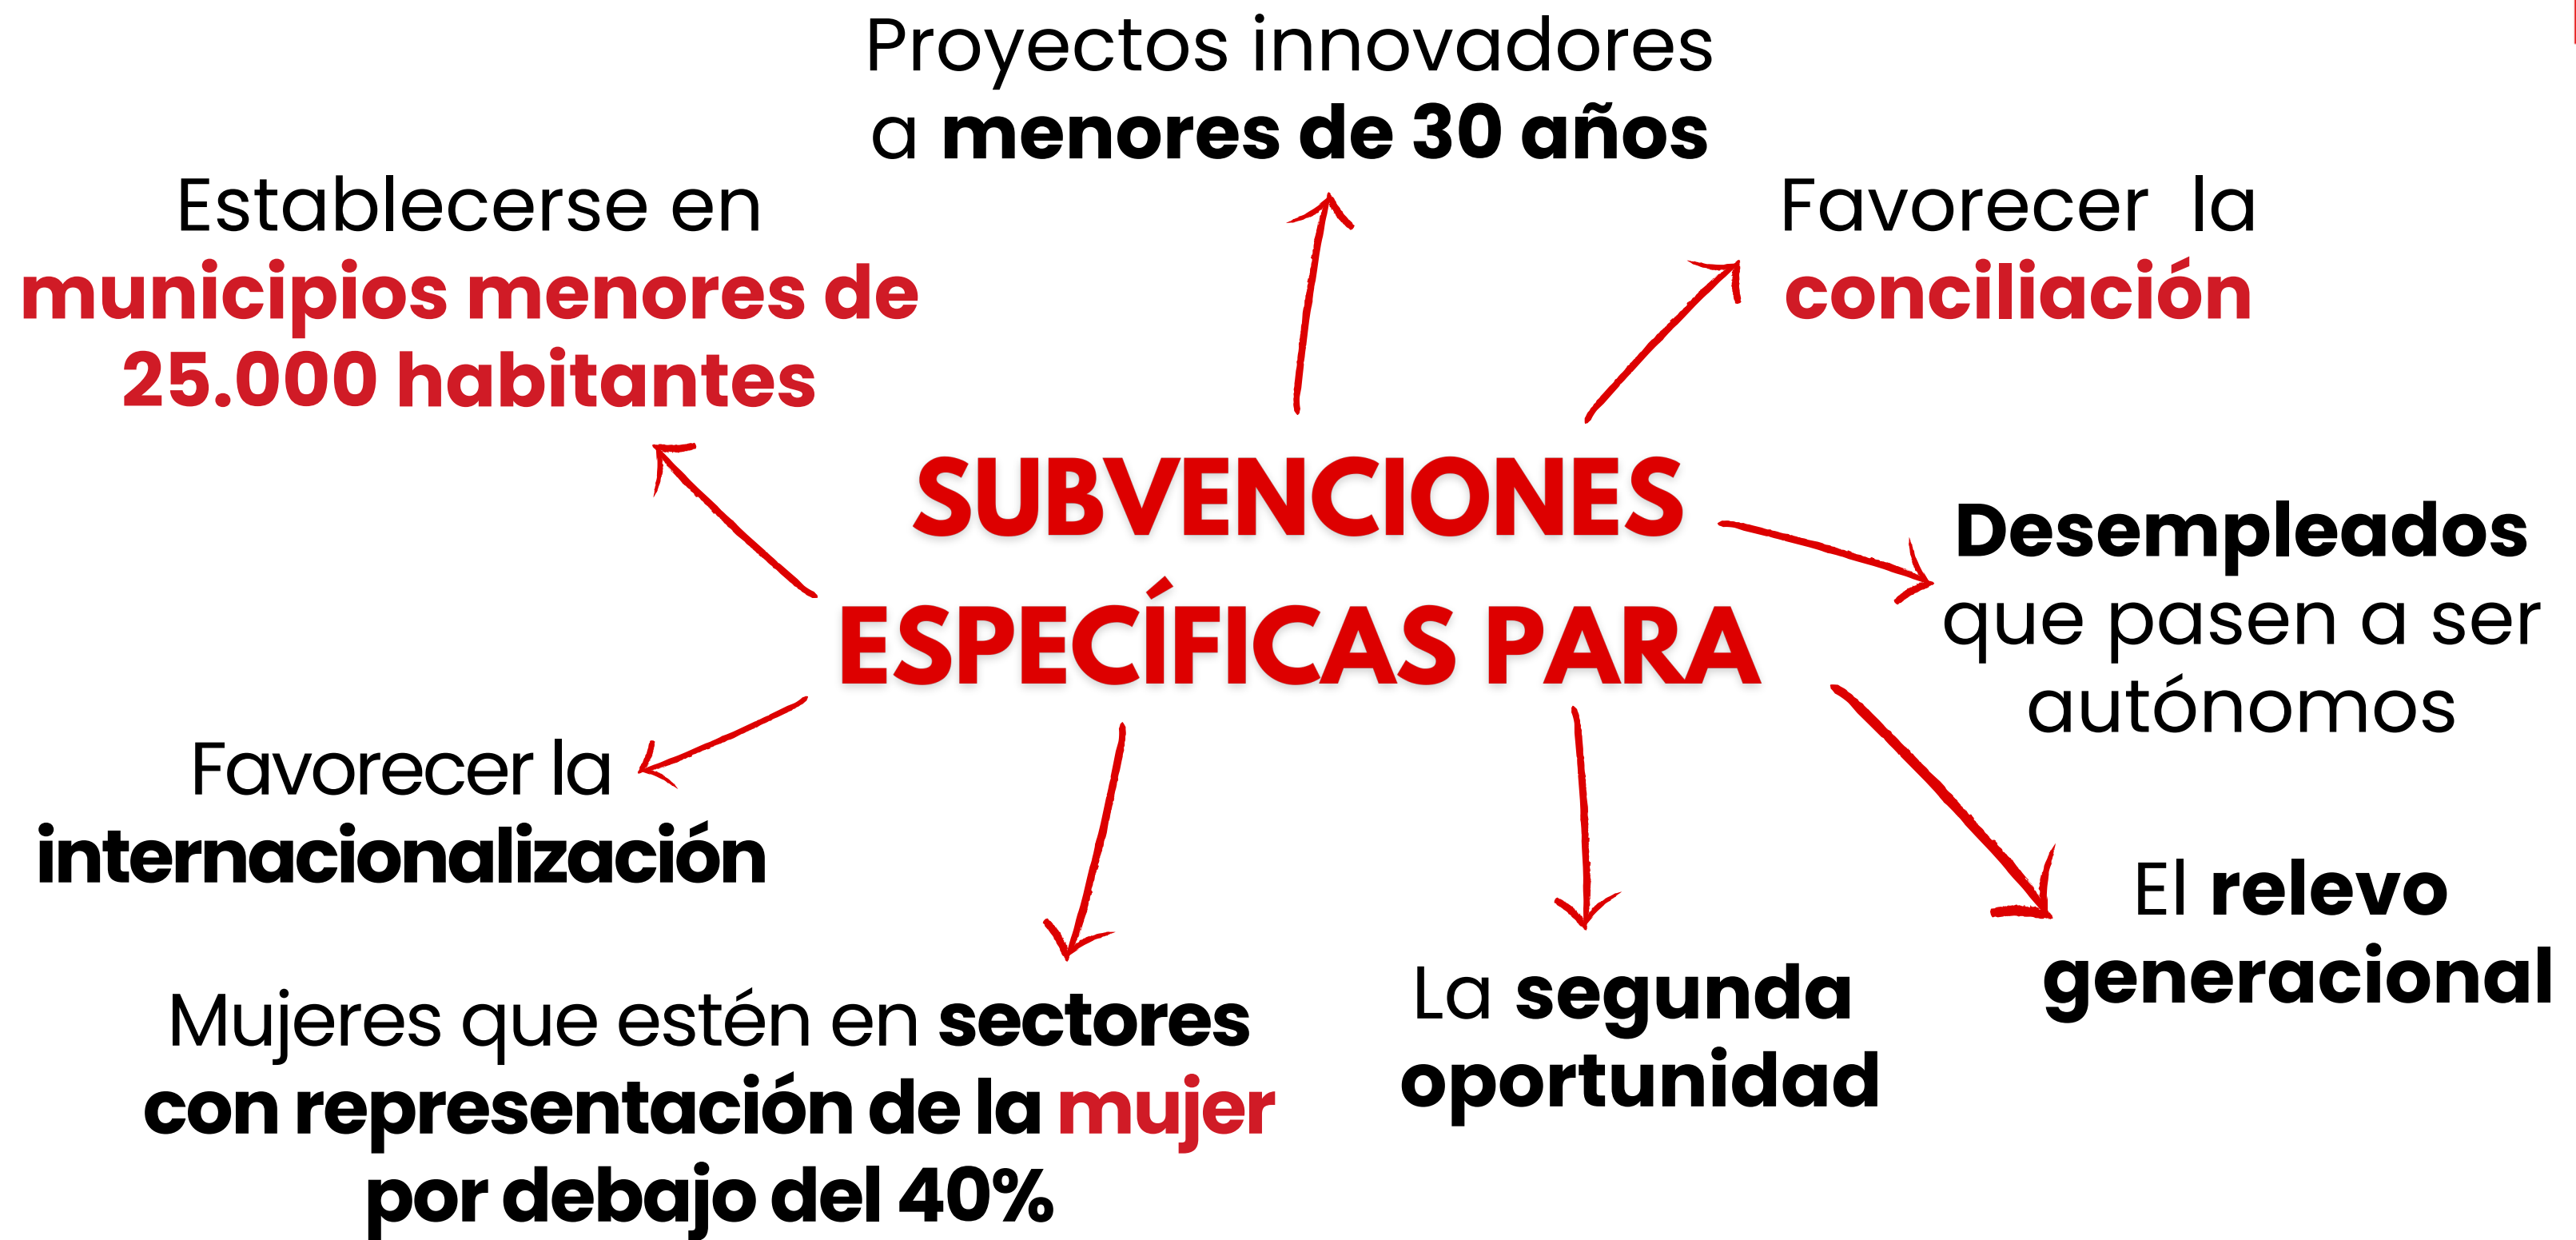 Proyectos innovadores
a menores de 30 años
Establecerse en
municipios menores de
25.000 habitantes
Favorecer la
conciliación
SUBVENCIONES
ESPECÍFICAS PARA
Desempleados
que pasen a ser
autónomos
Favorecer la
internacionalización
El relevo
generacional
Mujeres que estén en sectores
con representación de la mujer
por debajo del 40%
La segunda
oportunidad